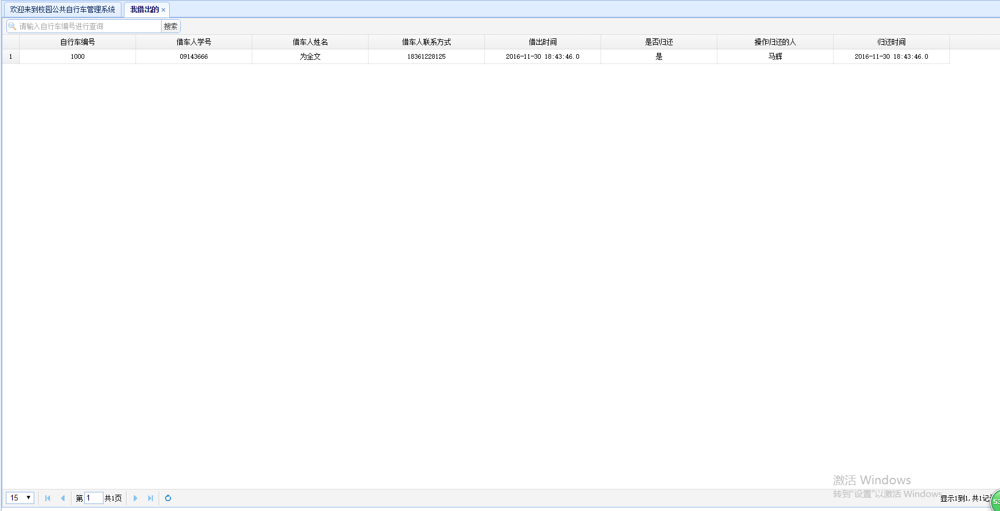 欢迎来到校园公共自行车管理系统 我借出的
请输入自行车编号进行查询 搜索
自行车编号 借车人学号 借车人姓名 借车人联系方式 借出时间 是否归还 操作归还的人 归还时间
1 1000 09143666 为全文 18361228125 2016-11-30 18:43:46.0 是 马辉 2016-11-30 18:43:46.0
激活 Windows
转到“设置”以激活 Windows。
15 第 1 共1页 显示1到1,共1记
53